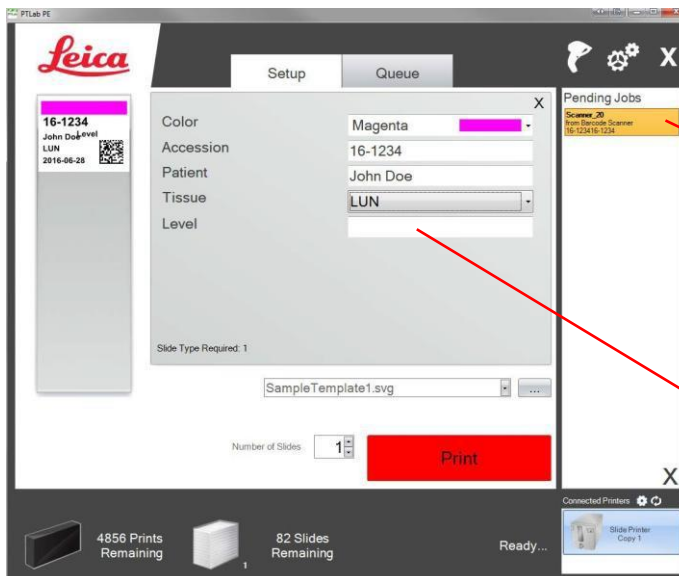 PTLab PE
Leica
Setup
Queue
X
16-1234
John Doe
Level
LUN
2016-06-28
X
Color
Magenta
Accession
16-1234
Patient
John Doe
Tissue
LUN
Level
Slide Type Required: 1
SampleTemplate1.svg
...
Number of Slides
1
Print
Pending Jobs
Scanner_20
from Barcode Scanner
16-123416-1234
X
4856 Prints
Remaining
1
82 Slides
Remaining
Ready...
Connected Printers
Slide Printer
Copy 1